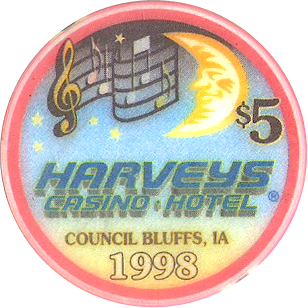 $5
HARVEYS
CASINO • HOTEL ®
COUNCIL BLUFFS, IA
1998